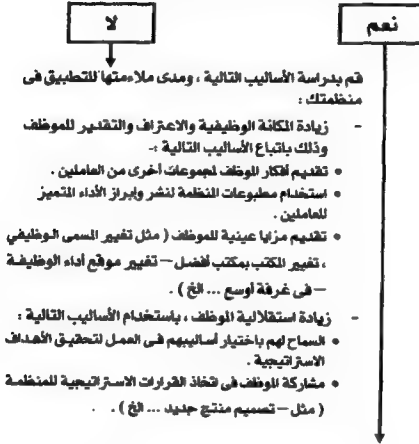 نعم
لا
قم بدراسة الأساليب التالية ، ومدى ملاءمتها للتطبيق فى
منظمتك :
- زيادة المكانة الوظيفية والاعتراف والتقدير للموظف
وذلك باتباع الأساليب التالية :-
• تقديم أفكار الموظف لمجموعات أخرى من العاملين .
• استخدام مطبوعات المنظمة لنشر وإبراز الأداء المتميز
للعاملين .
• تقديم مزايا عينية للموظف ( مثل تغيير المسمى الوظيفي
، تغيير المكتب بمكتب أفضل – تغيير موقع أداء الوظيفة
– فى غرفة أوسع ... الخ ) .
- زيادة استقلالية الموظف ، باستخدام الأساليب التالية :
• السماح لهم باختيار أساليبهم فى العمل لتحقيق الأهداف
الاستراتيجية .
• مشاركة الموظف فى اتخاذ القرارات الاستراتيجية للمنظمة
( مثل – تصميم منتج جديد ... الخ ) .